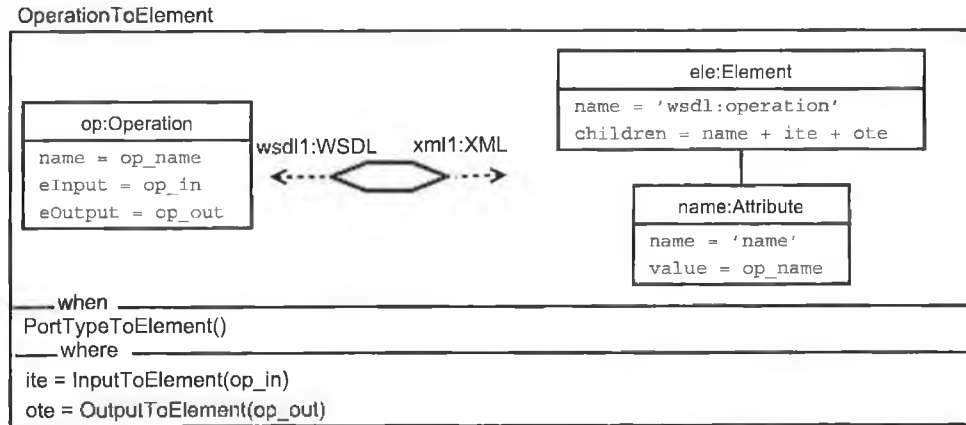 OperationToElement
op:Operation
name = op_name
eInput = op_in
eOutput = op_out
wsdl1:WSDL
xml1:XML
ele:Element
name = 'wsdl:operation'
children = name + ite + ote
name:Attribute
name = 'name'
value = op_name
when
PortTypeToElement()
where
ite = InputToElement(op_in)
ote = OutputToElement(op_out)